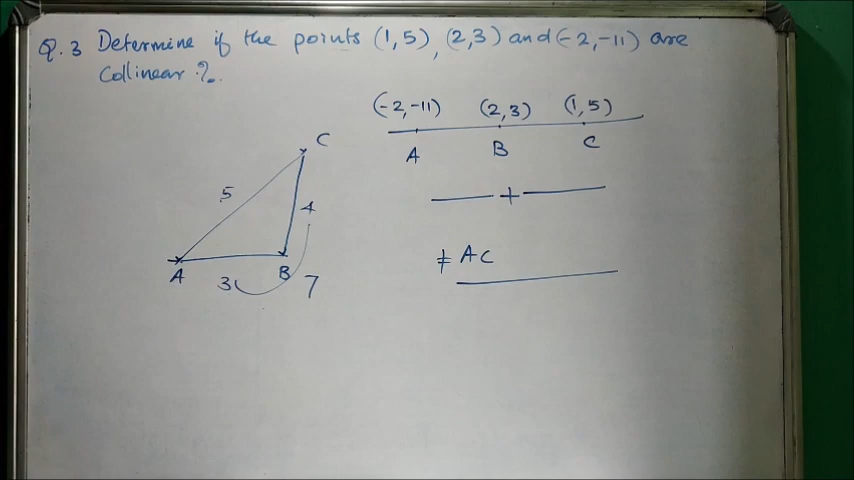 Q.3 Determine if the points (1,5), (2,3) and (-2,-11) are
Collinear ?.
(-2,-11) (2,3) (1,5)
A B C
C
5
4
A
B
3
7
+
≠ AC